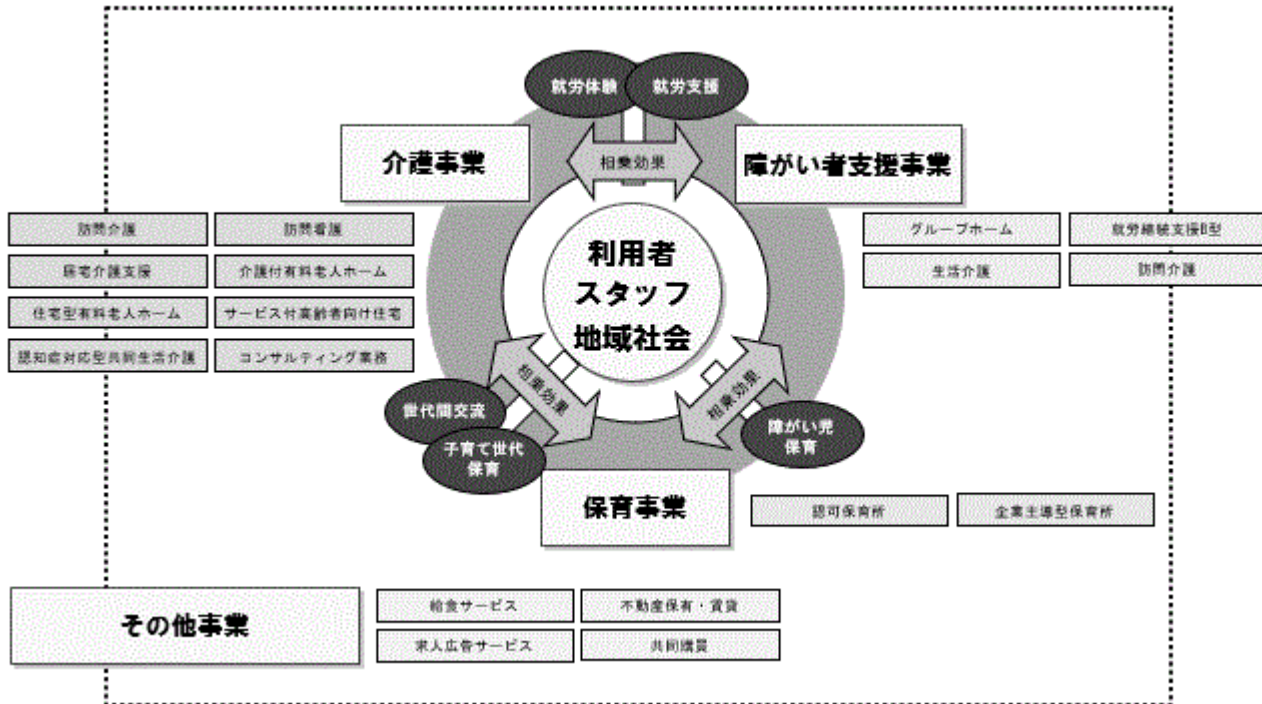 就労体験
就労支援
介護事業
相乗効果
障がい者支援事業
訪問介護
訪問看護
居宅介護支援
介護付有料老人ホーム
住宅型有料老人ホーム
サービス付高齢者向け住宅
認知症対応型共同生活介護
コンサルティング業務
利用者
スタッフ
地域社会
グループホーム
就労継続支援B型
生活介護
訪問介護
相乗効果
相乗効果
世代間交流
子育て世代
保育
障がい児
保育
保育事業
認可保育所
企業主導型保育所
その他事業
給食サービス
不動産保有・賃貸
求人広告サービス
共同購買